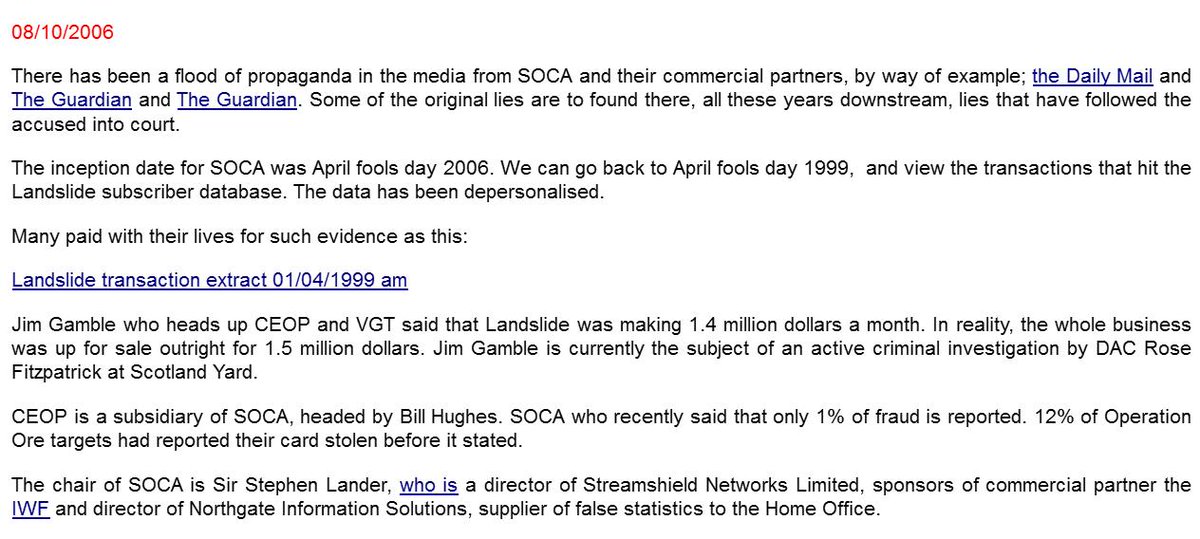 08/10/2006
There has been a flood of propaganda in the media from SOCA and their commercial partners, by way of example; the Daily Mail and
The Guardian and The Guardian. Some of the original lies are to found there, all these years downstream, lies that have followed the
accused into court.
The inception date for SOCA was April fools day 2006. We can go back to April fools day 1999,  and view the transactions that hit the
Landslide subscriber database. The data has been depersonalised.
Many paid with their lives for such evidence as this:
Landslide transaction extract 01/04/1999 am
Jim Gamble who heads up CEOP and VGT said that Landslide was making 1.4 million dollars a month. In reality, the whole business
was up for sale outright for 1.5 million dollars. Jim Gamble is currently the subject of an active criminal investigation by DAC Rose
Fitzpatrick at Scotland Yard.
CEOP is a subsidiary of SOCA, headed by Bill Hughes. SOCA who recently said that only 1% of fraud is reported. 12% of Operation
Ore targets had reported their card stolen before it stated.
The chair of SOCA is Sir Stephen Lander, who is a director of Streamshield Networks Limited, sponsors of commercial partner the
IWF and director of Northgate Information Solutions, supplier of false statistics to the Home Office.